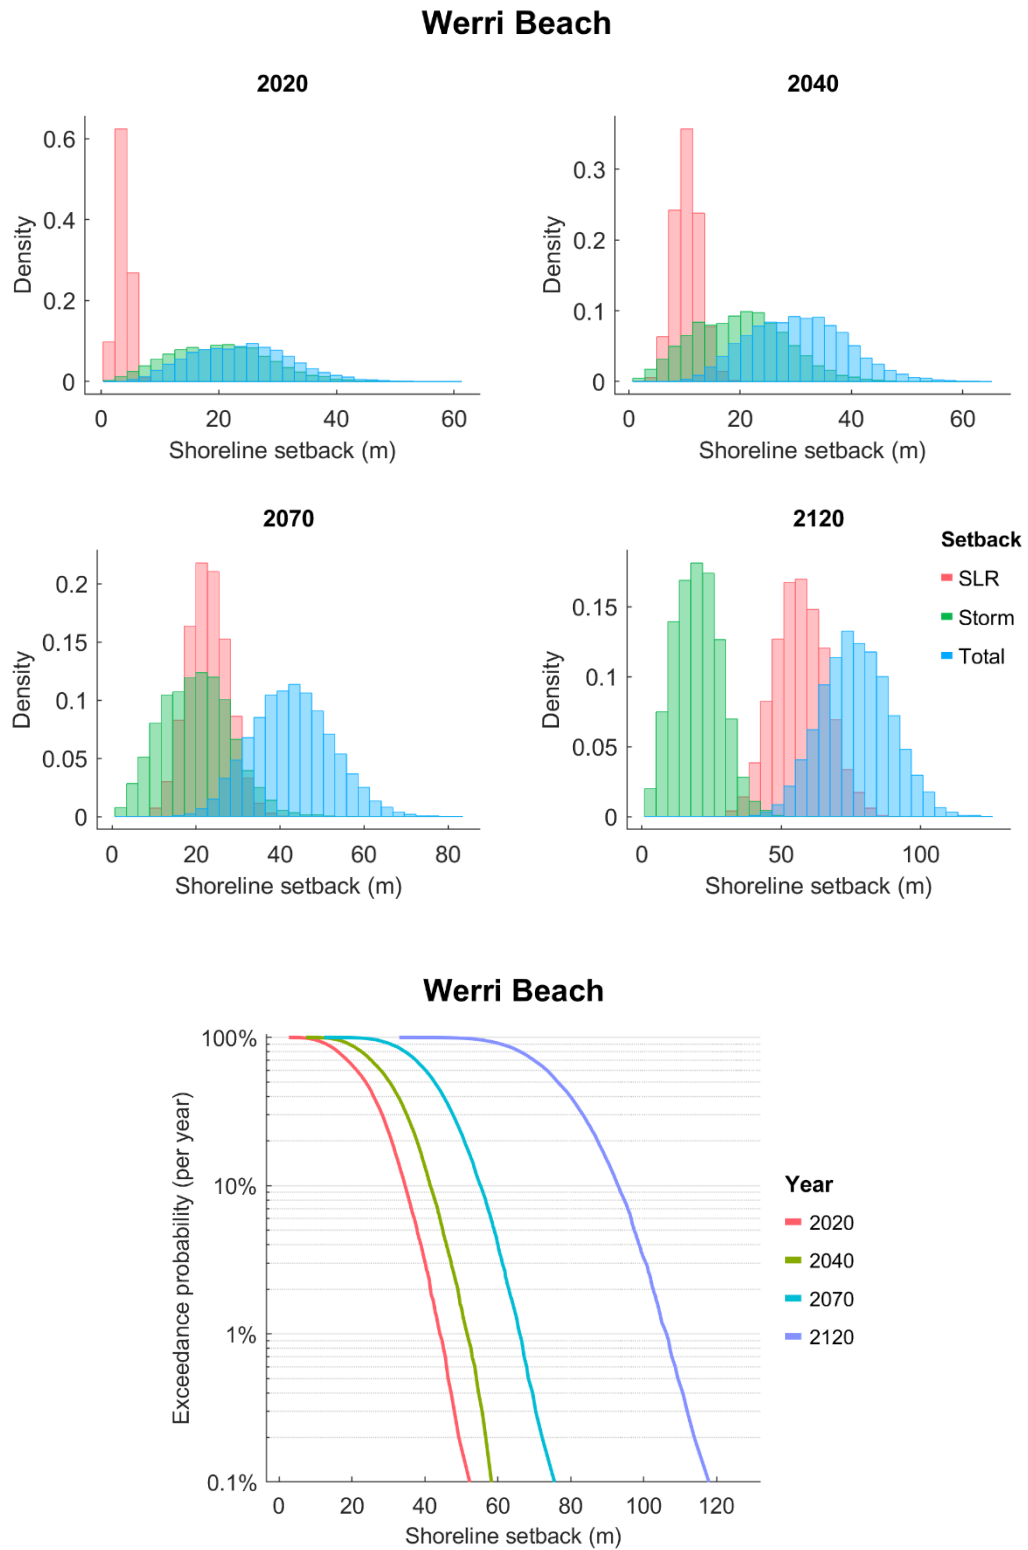 Werri Beach
2020
0.6
0.4
0.2
0
Density
0 20 40 60
Shoreline setback (m)
2040
0.3
0.2
0.1
0
Density
0 20 40 60
Shoreline setback (m)
2070
0.2
0.15
0.1
0.05
0
Density
0 20 40 60 80
Shoreline setback (m)
2120
0.15
0.1
0.05
0
Density
0 50 100
Shoreline setback (m)
Setback
SLR
Storm
Total
Werri Beach
100%
10%
1%
0.1%
Exceedance probability (per year)
0 20 40 60 80 100 120
Shoreline setback (m)
Year
2020
2040
2070
2120